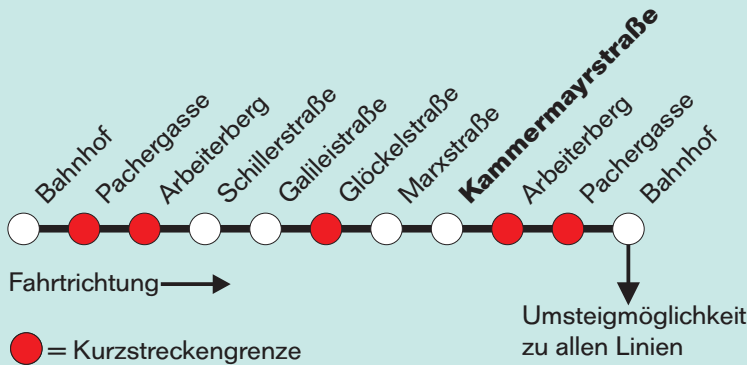 Bahnhof
Pachergasse
Arbeiterberg
Schillerstraße
Galileistraße
Glöckelstraße
Marxstraße
Kammermayrstraße
Arbeiterberg
Pachergasse
Bahnhof
Fahrtrichtung
Umsteigmöglichkeit
zu allen Linien
= Kurzstreckengrenze